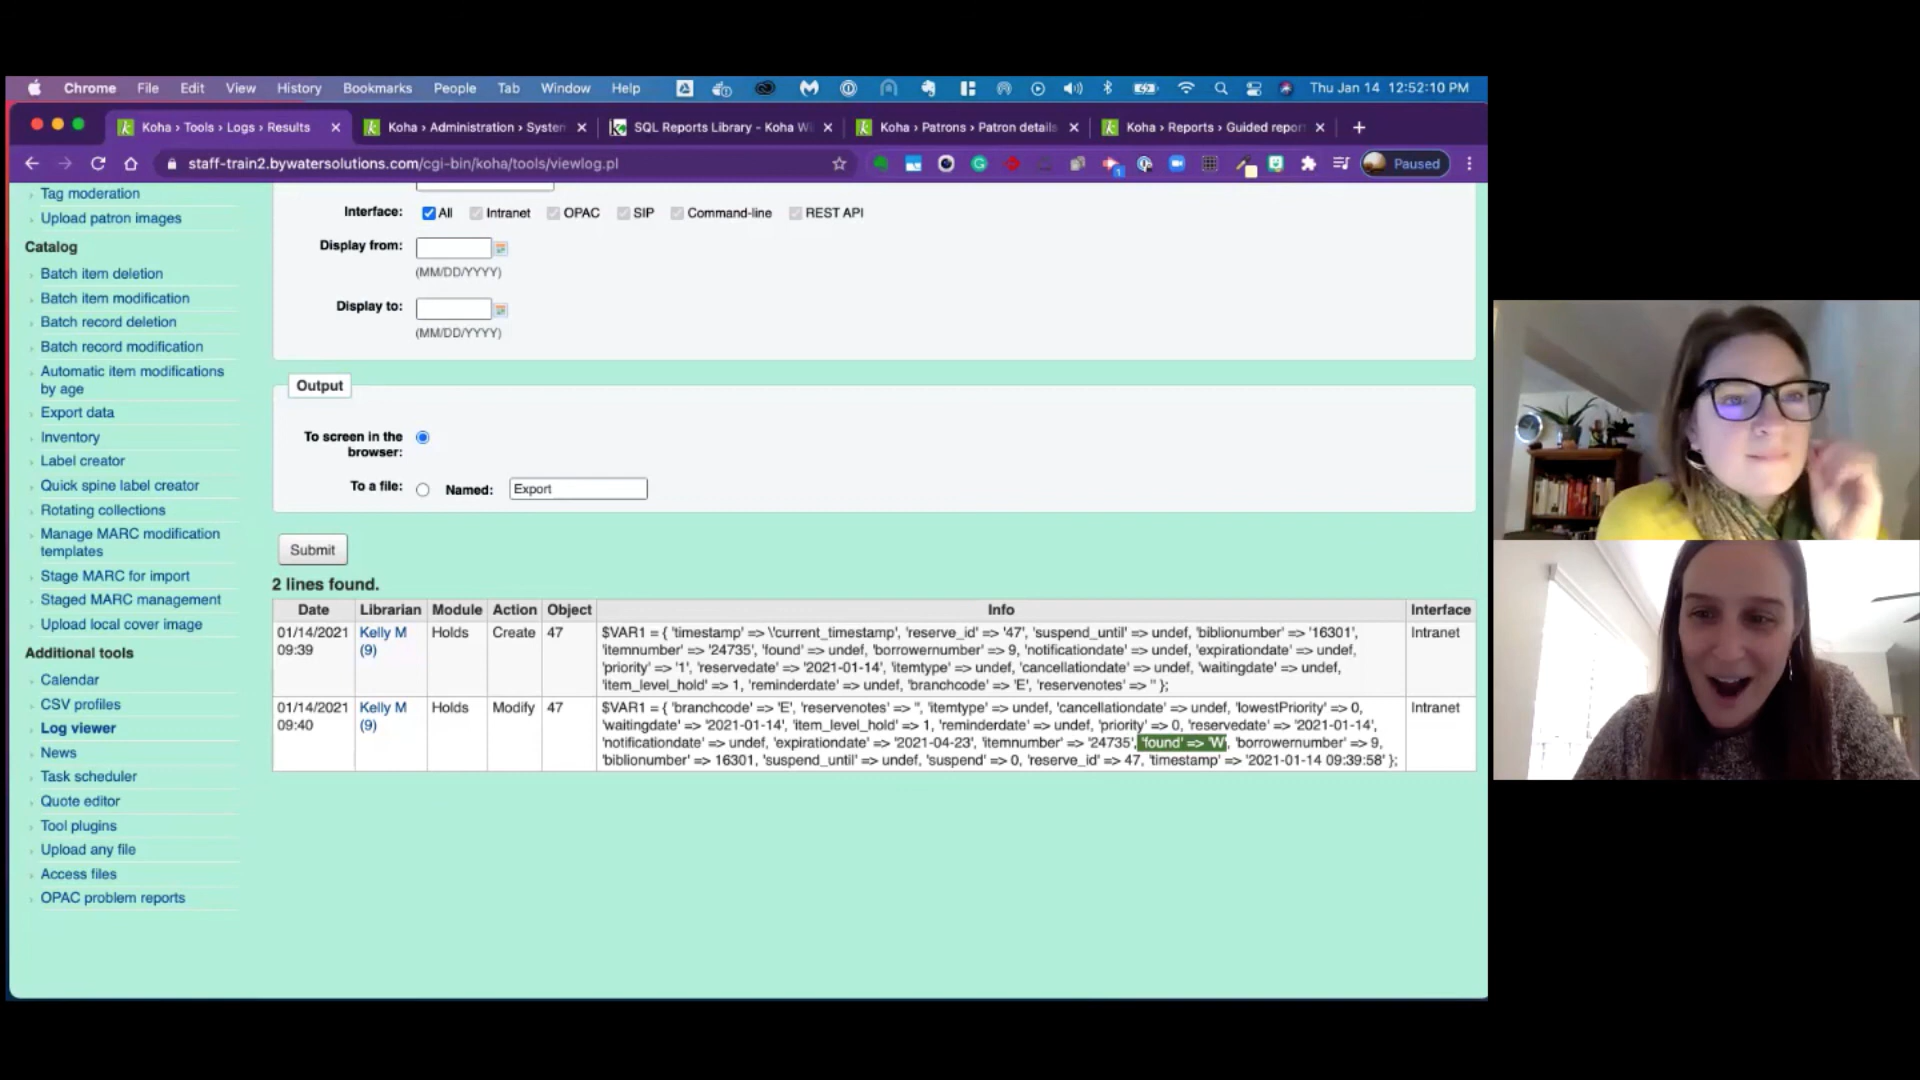 Chrome File Edit View History Bookmarks People Tab Window Help Thu Jan 14 12:52:10 PM
Koha › Tools › Logs › Results Koha › Administration › System SQL Reports Library - Koha Wi Koha › Patrons › Patron details Koha › Reports › Guided repor
staff-train2.bywatersolutions.com/cgi-bin/koha/tools/viewlog.pl Paused
Tag moderation
Upload patron images
Catalog
Batch item deletion
Batch item modification
Batch record deletion
Batch record modification
Automatic item modifications
by age
Export data
Inventory
Label creator
Quick spine label creator
Rotating collections
Manage MARC modification
templates
Stage MARC for import
Staged MARC management
Upload local cover image
Additional tools
Calendar
CSV profiles
Log viewer
News
Task scheduler
Quote editor
Tool plugins
Upload any file
Access files
OPAC problem reports
Interface: All Intranet OPAC SIP Command-line REST API
Display from:
(MM/DD/YYYY)
Display to:
(MM/DD/YYYY)
Output
To screen in the
browser:
To a file: Named: Export
Submit
2 lines found.
Date Librarian Module Action Object Info Interface
01/14/2021 09:39 Kelly M (9) Holds Create 47 Intranet
$VAR1 = { 'timestamp' => \'current_timestamp', 'reserve_id' => '47', 'suspend_until' => undef, 'biblionumber' => '16301',
'itemnumber' => '24735', 'found' => undef, 'borrowernumber' => 9, 'notificationdate' => undef, 'expirationdate' => undef,
'priority' => '1', 'reservedate' => '2021-01-14', 'itemtype' => undef, 'cancellationdate' => undef, 'waitingdate' => undef,
'item_level_hold' => 1, 'reminderdate' => undef, 'branchcode' => 'E', 'reservenotes' => '' };
01/14/2021 09:40 Kelly M (9) Holds Modify 47 Intranet
$VAR1 = { 'branchcode' => 'E', 'reservenotes' => '', 'itemtype' => undef, 'cancellationdate' => undef, 'lowestPriority' => 0,
'waitingdate' => '2021-01-14', 'item_level_hold' => 1, 'reminderdate' => undef, 'priority' => 0, 'reservedate' => '2021-01-14',
'notificationdate' => undef, 'expirationdate' => '2021-04-23', 'itemnumber' => '24735', 'found' => 'W', 'borrowernumber' => 9,
'biblionumber' => 16301, 'suspend_until' => undef, 'suspend' => 0, 'reserve_id' => 47, 'timestamp' => '2021-01-14 09:39:58' };